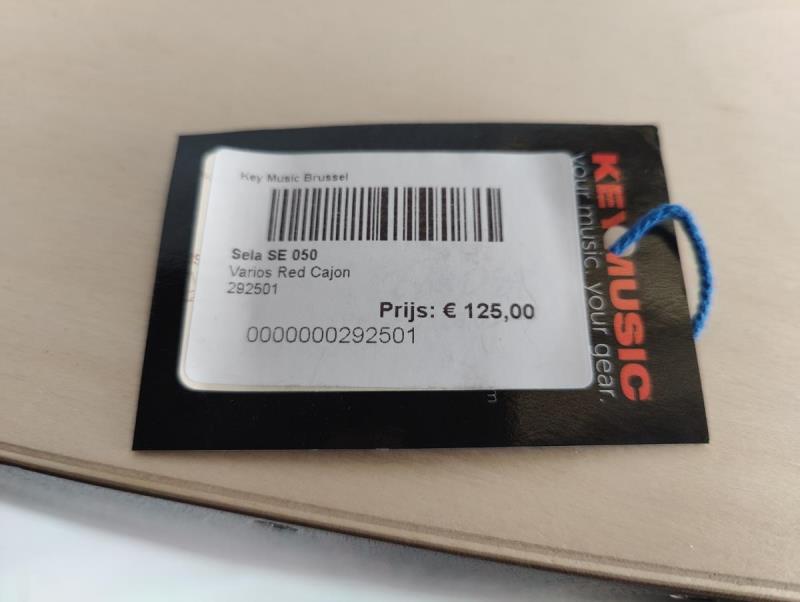 Key Music Brussel
Sela SE 050
Varios Red Cajon
292501
Prijs: € 125,00
0000000292501
KEYMUSIC
your music. your gear.
m